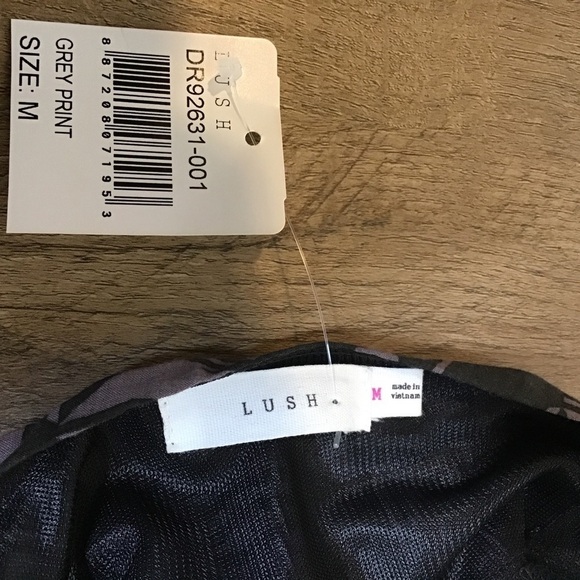 LUSH
DR92631-001
8 87208 07195 3
GREY PRINT
SIZE: M
LUSH
M
made in
vietnam